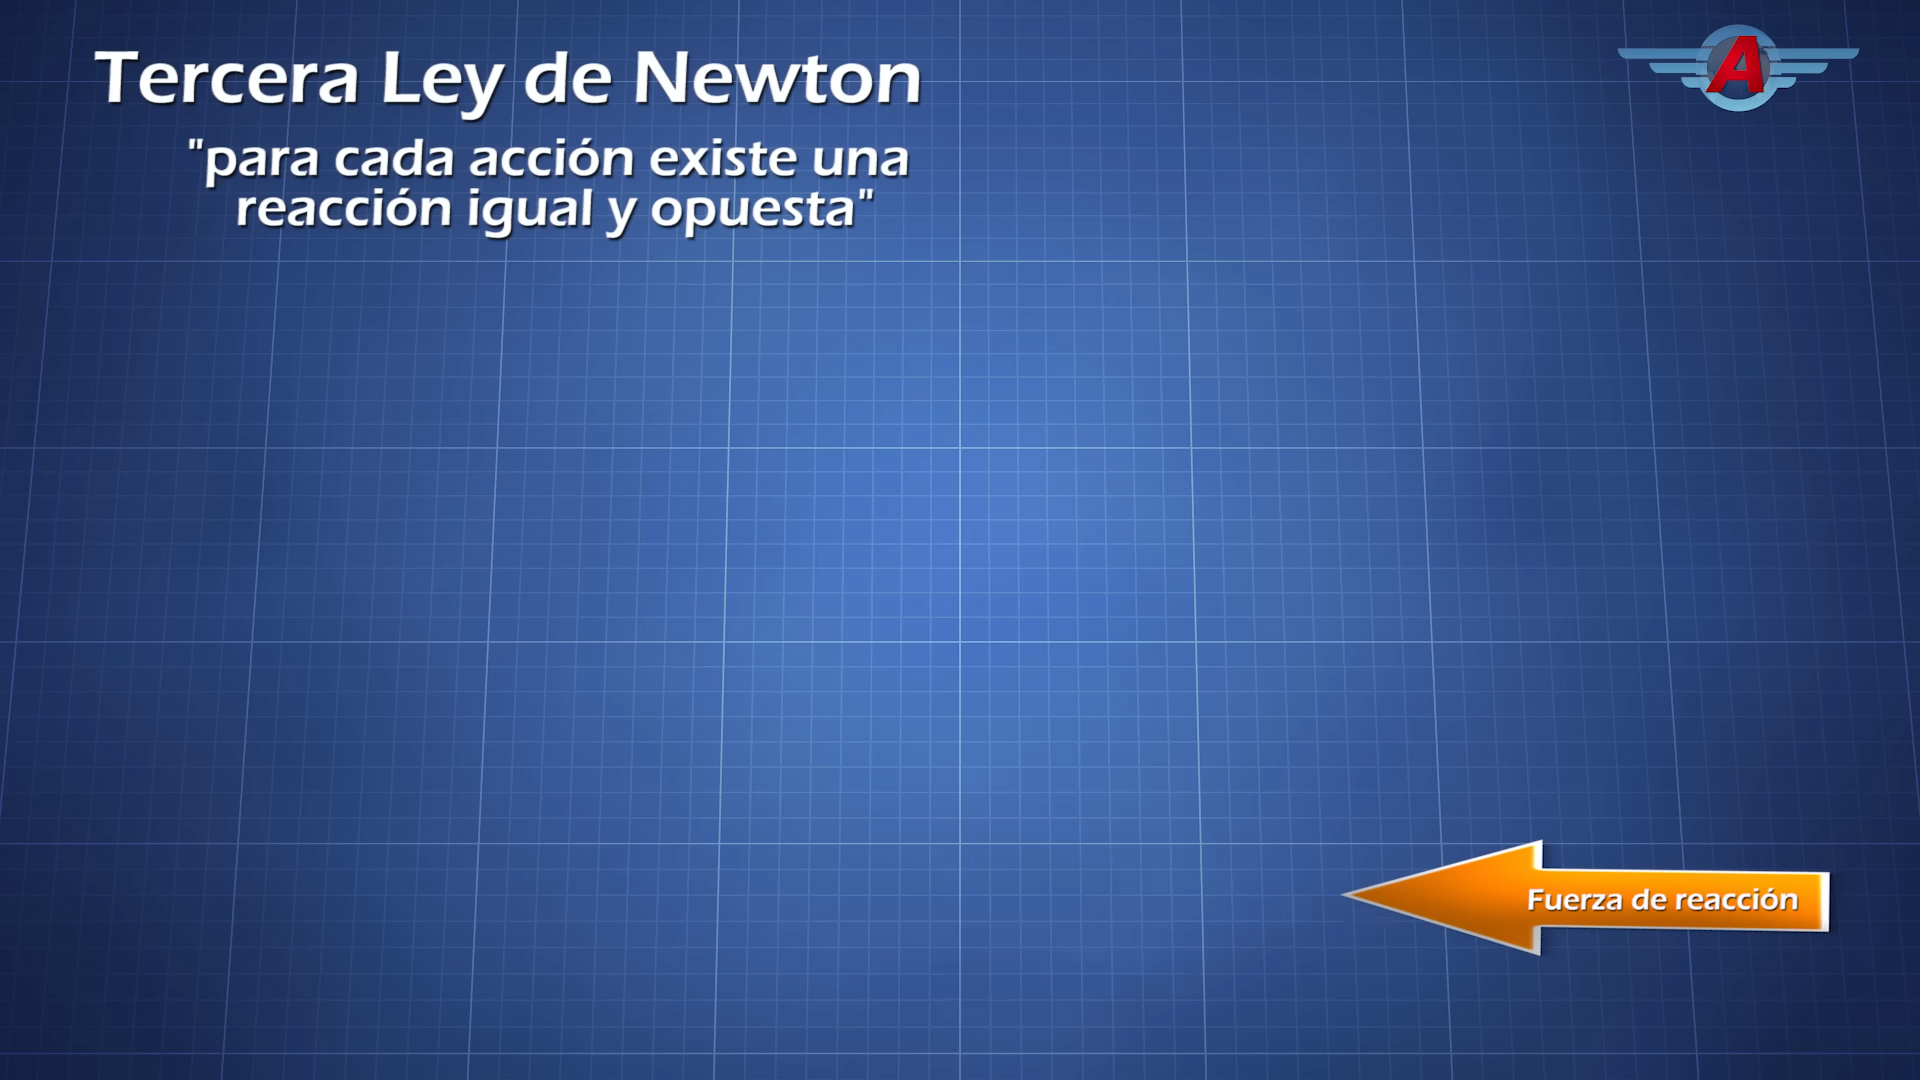 Tercera Ley de Newton
"para cada acción existe una
reacción igual y opuesta"
A
Fuerza de reacción